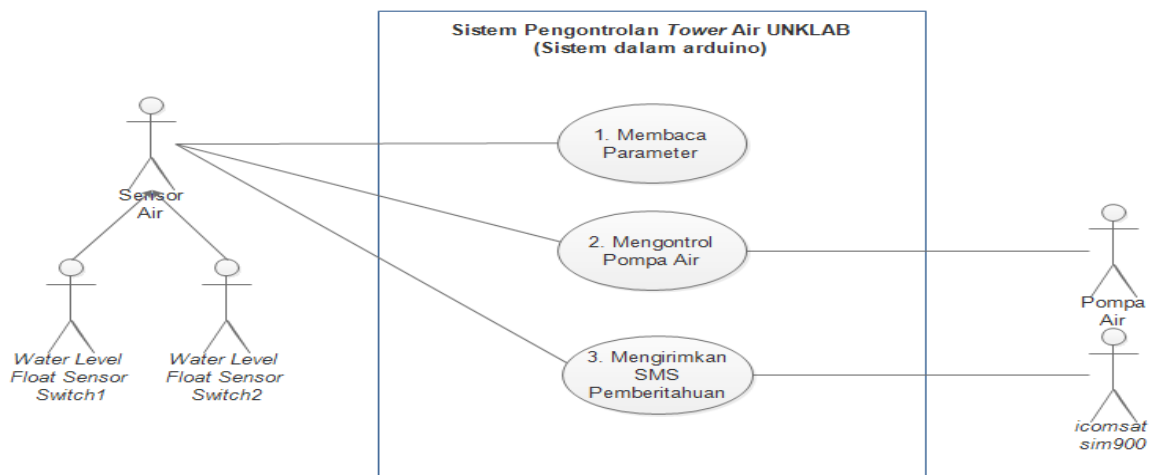 Sistem Pengontrolan Tower Air UNKLAB
(Sistem dalam arduino)
1. Membaca
Parameter
Sensor
Air
2. Mengontrol
Pompa Air
Pompa
Air
Water Level
Float Sensor
Switch1
Water Level
Float Sensor
Switch2
3. Mengirimkan
SMS
Pemberitahuan
icomsat
sim900